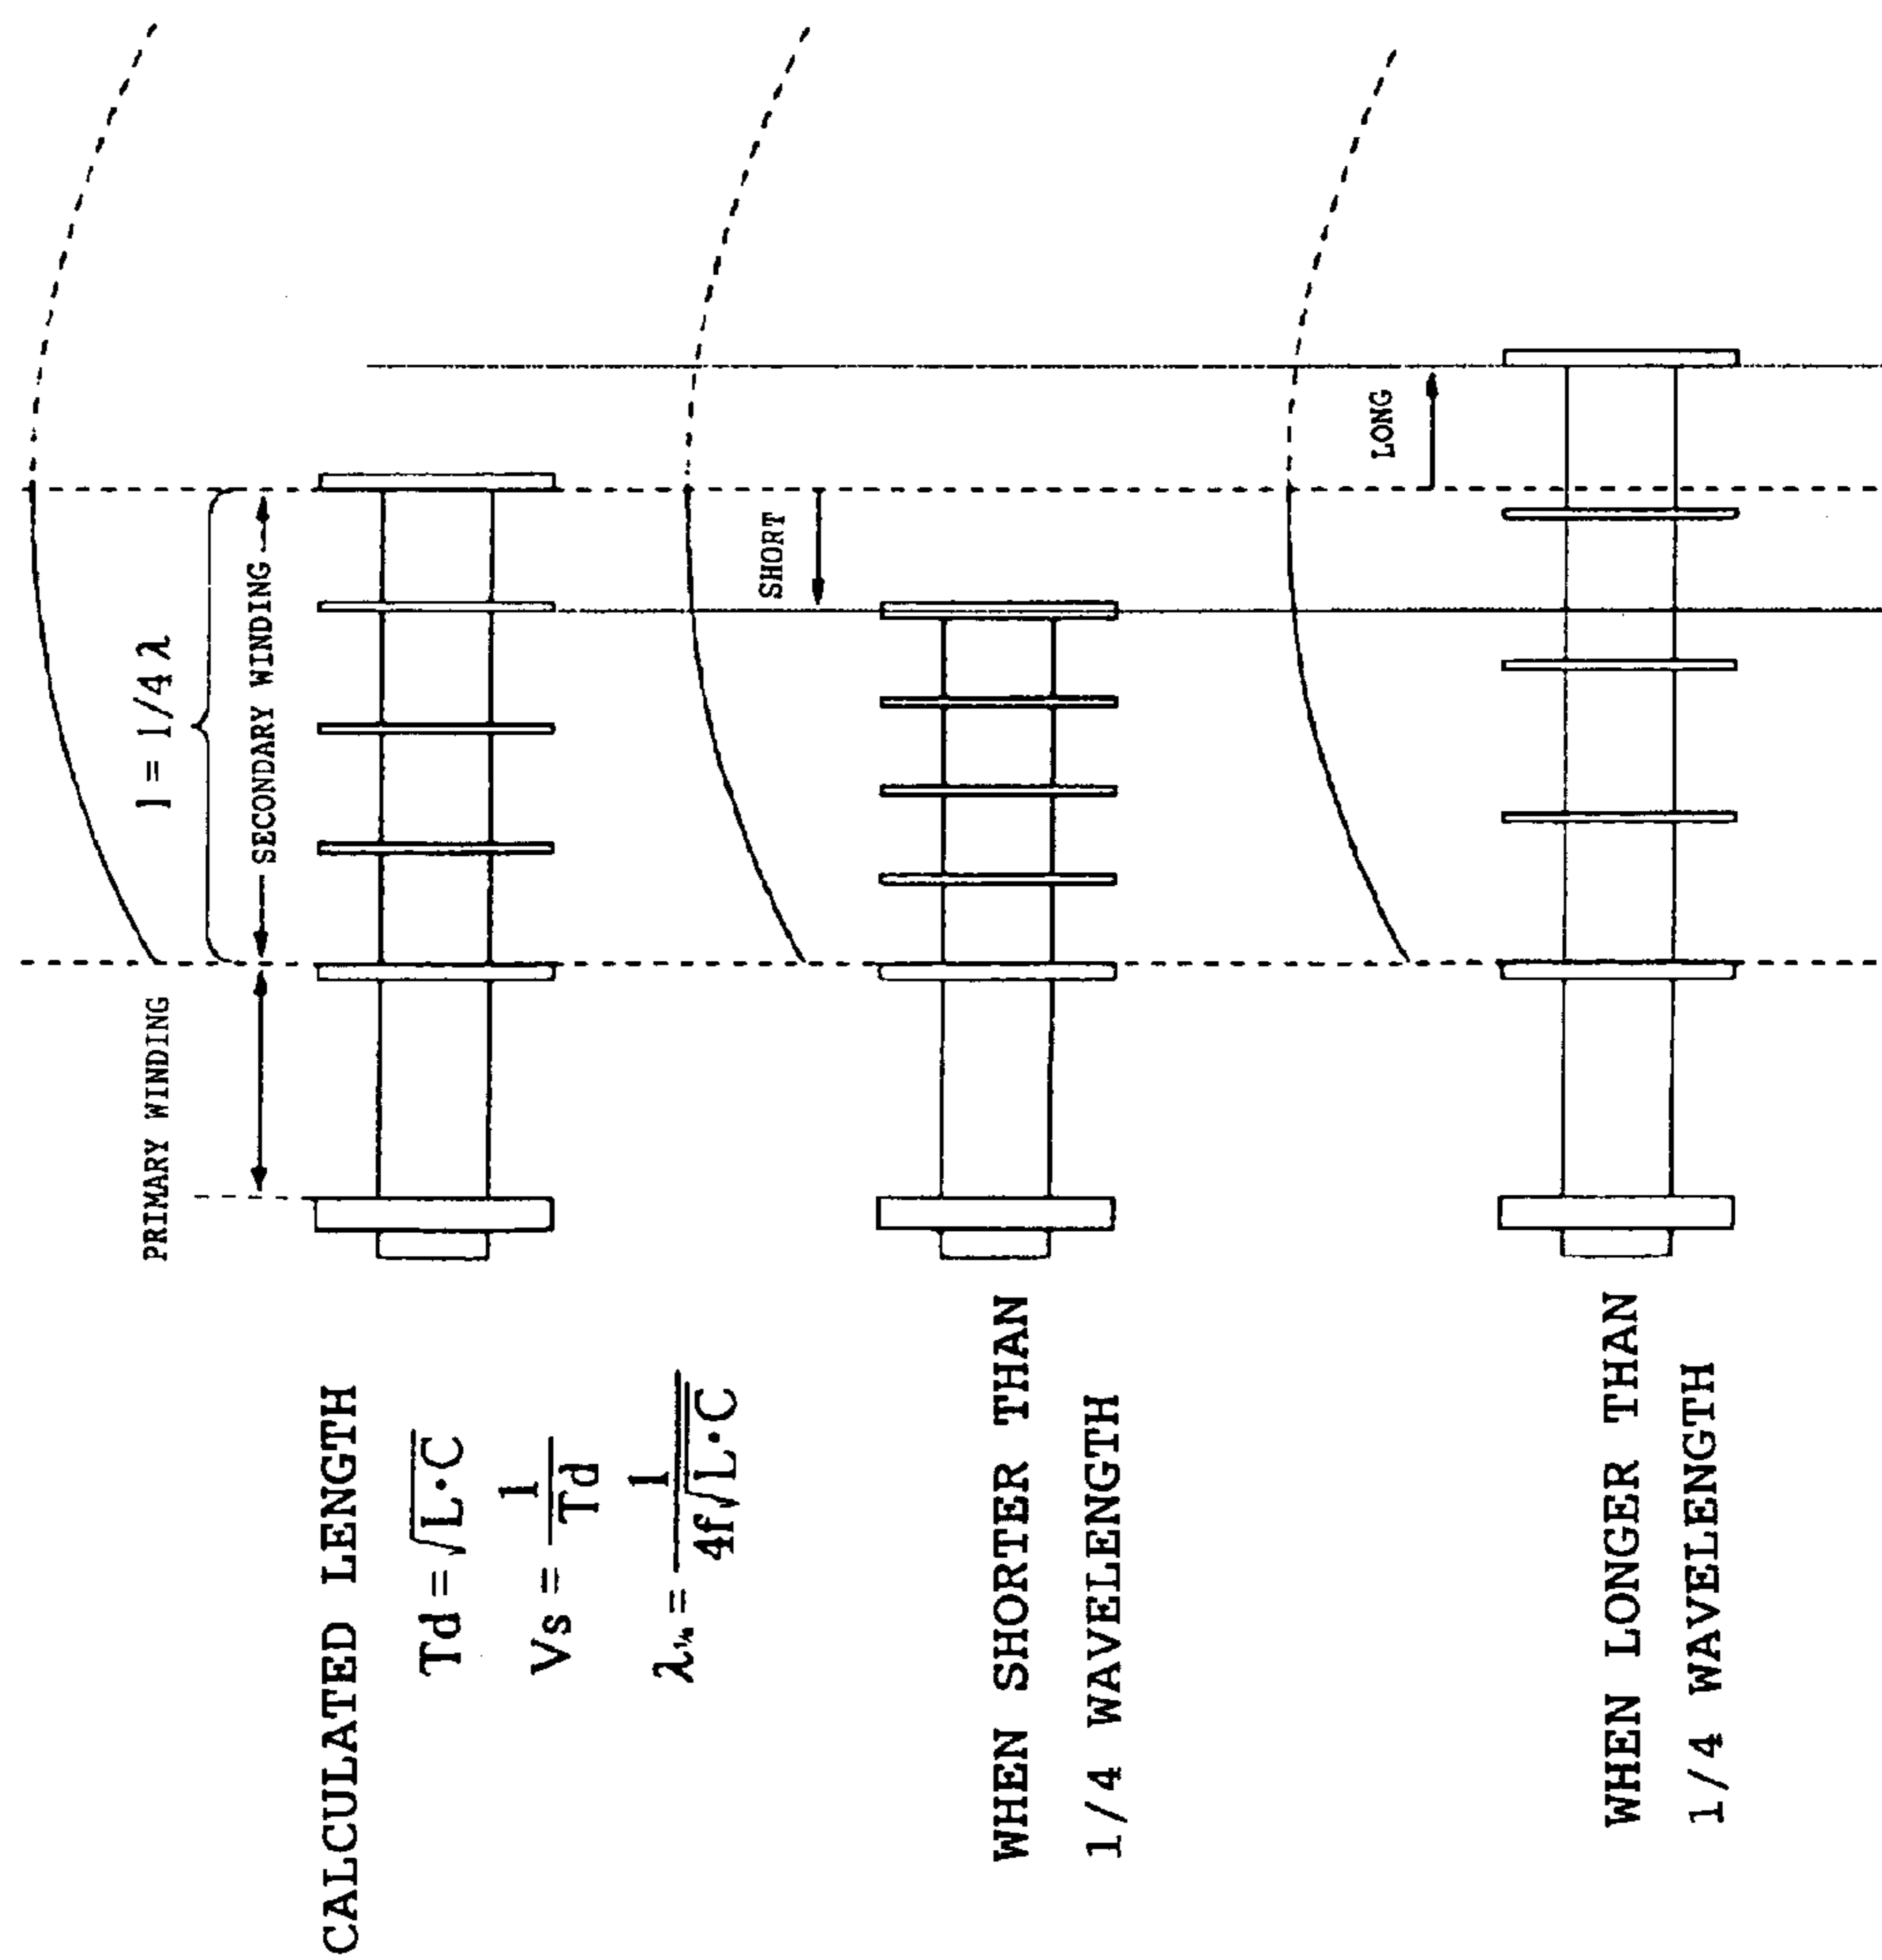 PRIMARY WINDING
l = 1/4 λ
SECONDARY WINDING
CALCULATED LENGTH
Td = √L·C
Vs = 1/Td
λ¼ = 1/4f√L·C
SHORT
WHEN SHORTER THAN
1/4 WAVELENGTH
LONG
WHEN LONGER THAN
1/4 WAVELENGTH